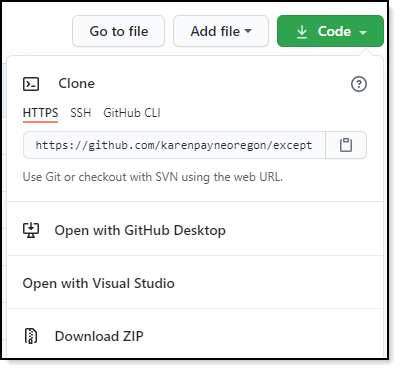 Go to file Add file Code
Clone
HTTPS SSH GitHub CLI
https://github.com/karenpayneoregon/except
Use Git or checkout with SVN using the web URL.
Open with GitHub Desktop
Open with Visual Studio
Download ZIP